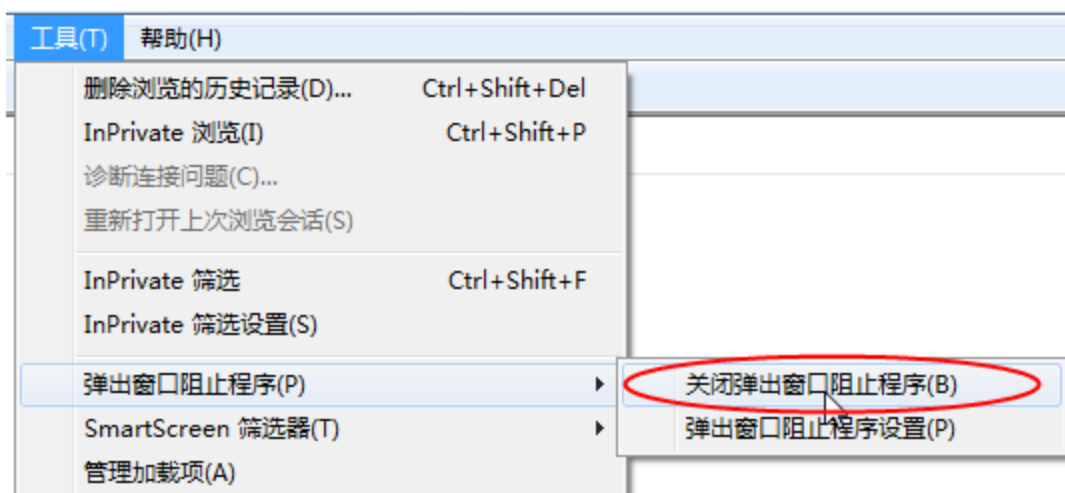 工具(T) 帮助(H)
删除浏览的历史记录(D)... Ctrl+Shift+Del
InPrivate 浏览(I) Ctrl+Shift+P
诊断连接问题(C)...
重新打开上次浏览会话(S)
InPrivate 筛选 Ctrl+Shift+F
InPrivate 筛选设置(S)
弹出窗口阻止程序(P) 关闭弹出窗口阻止程序(B)
SmartScreen 筛选器(T) 弹出窗口阻止程序设置(P)
管理加载项(A)